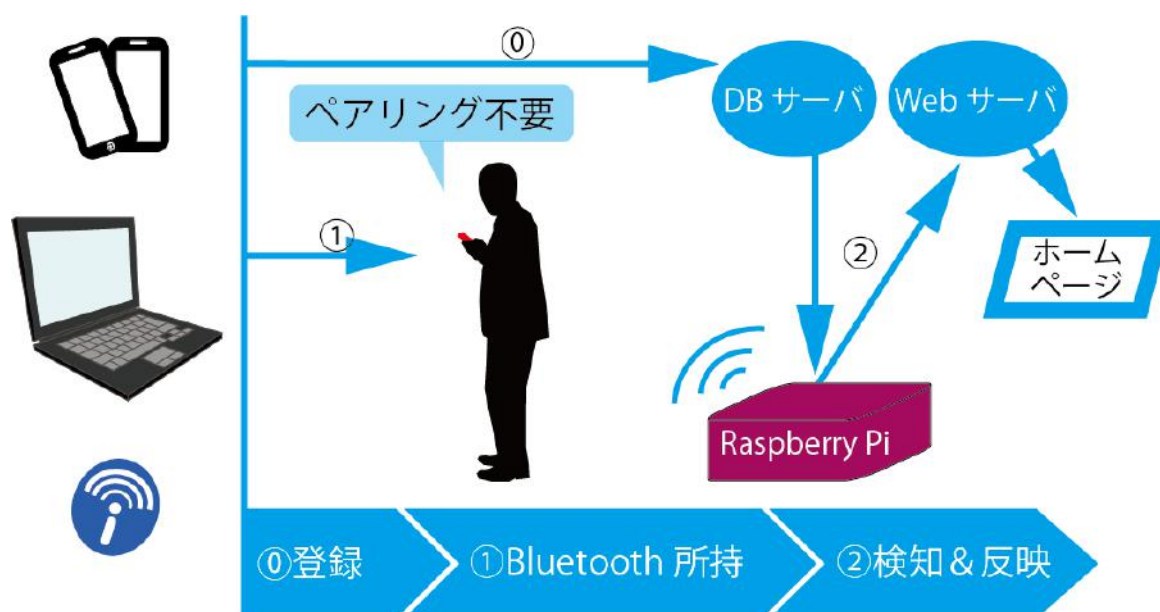 ⓪
DB サーバ
Web サーバ
ペアリング不要
①
②
ホーム
ページ
Raspberry Pi
⓪登録
①Bluetooth 所持
②検知＆反映